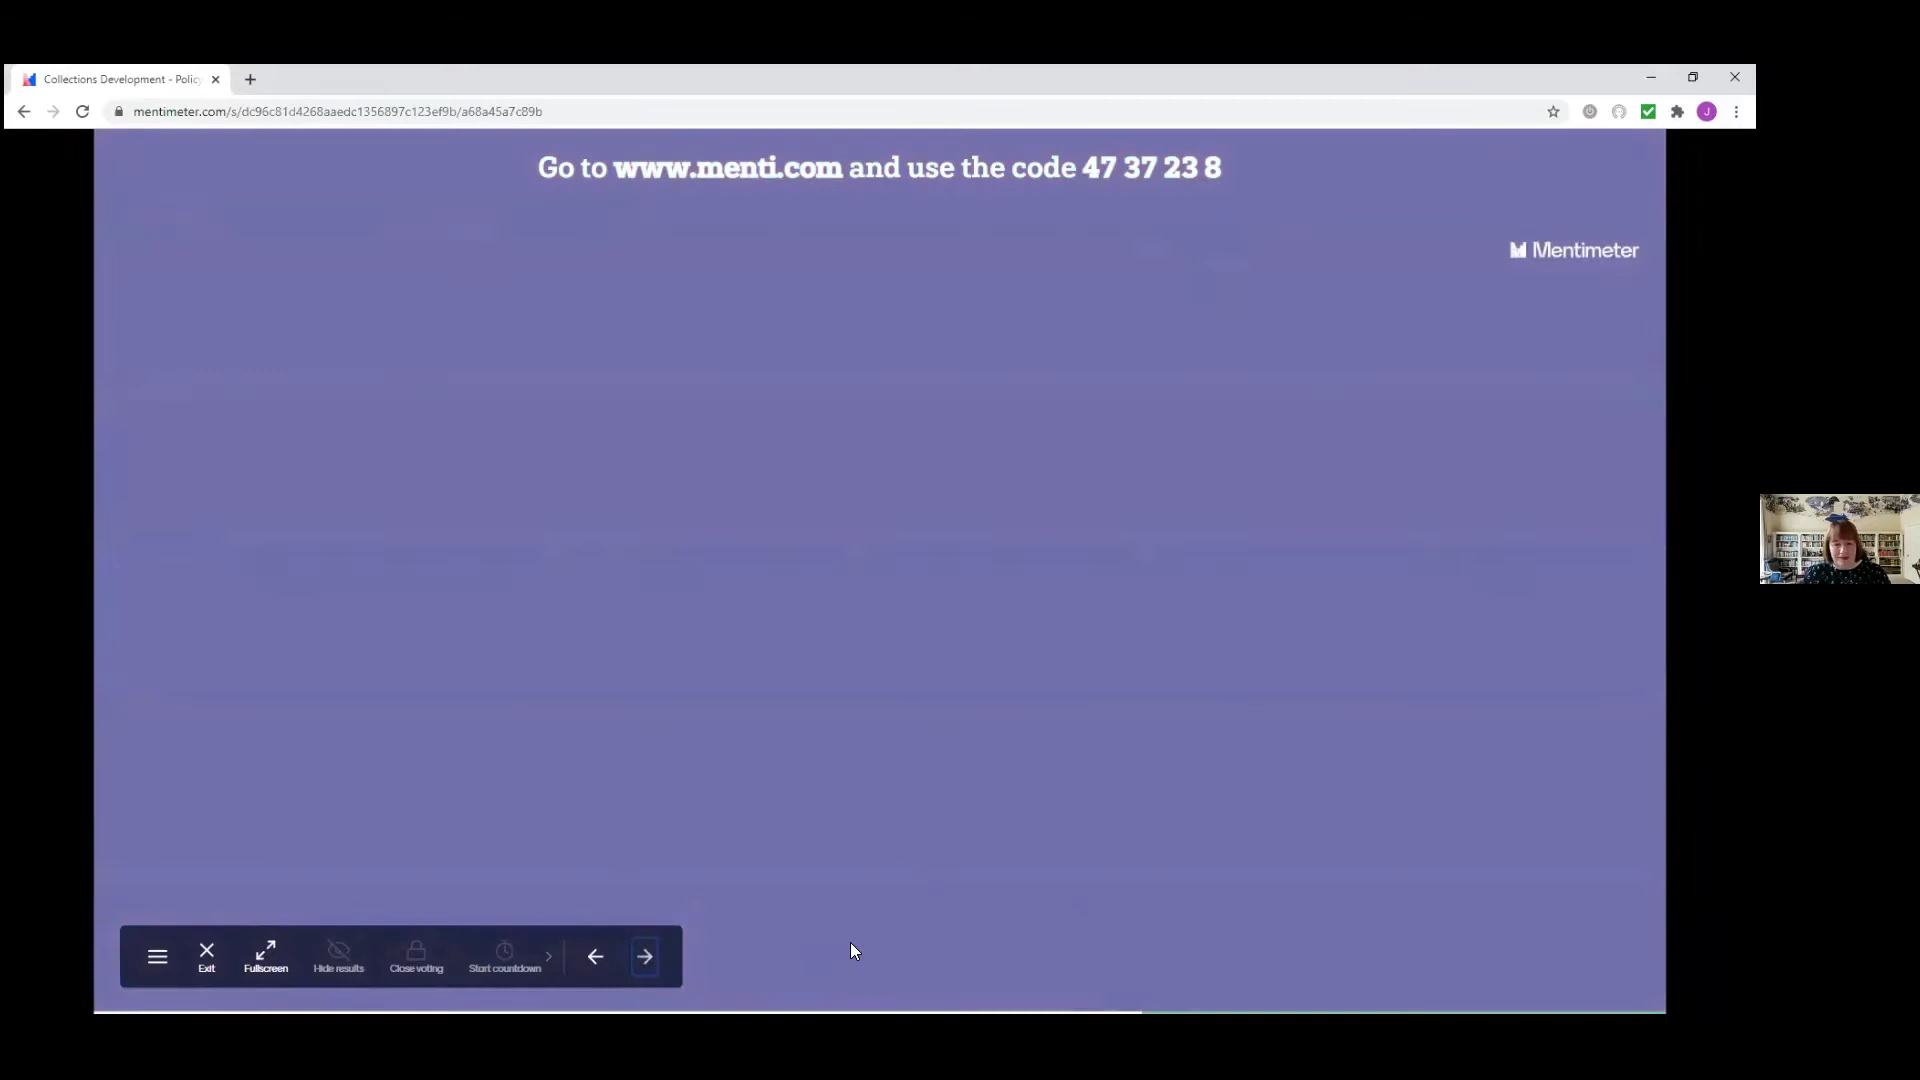 Collections Development - Policy
mentimeter.com/s/dc96c81d4268aaedc1356897c123ef9b/a68a45a7c89b
J
Go to www.menti.com and use the code 47 37 23 8
Mentimeter
Exit
Fullscreen
Hide results
Close voting
Start countdown